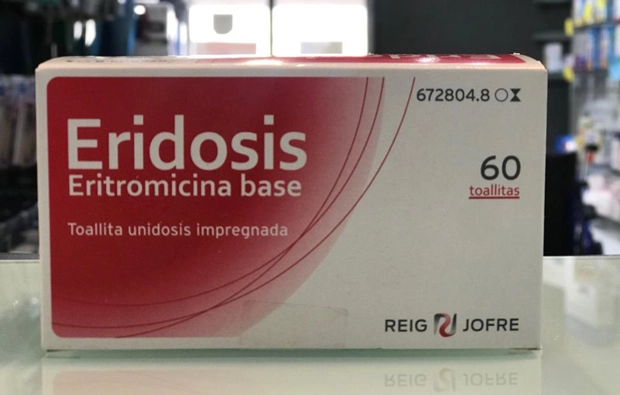 672804.8
Eridosis
Eritromicina base
60
toallitas
Toallita unidosis impregnada
REIG JOFRE